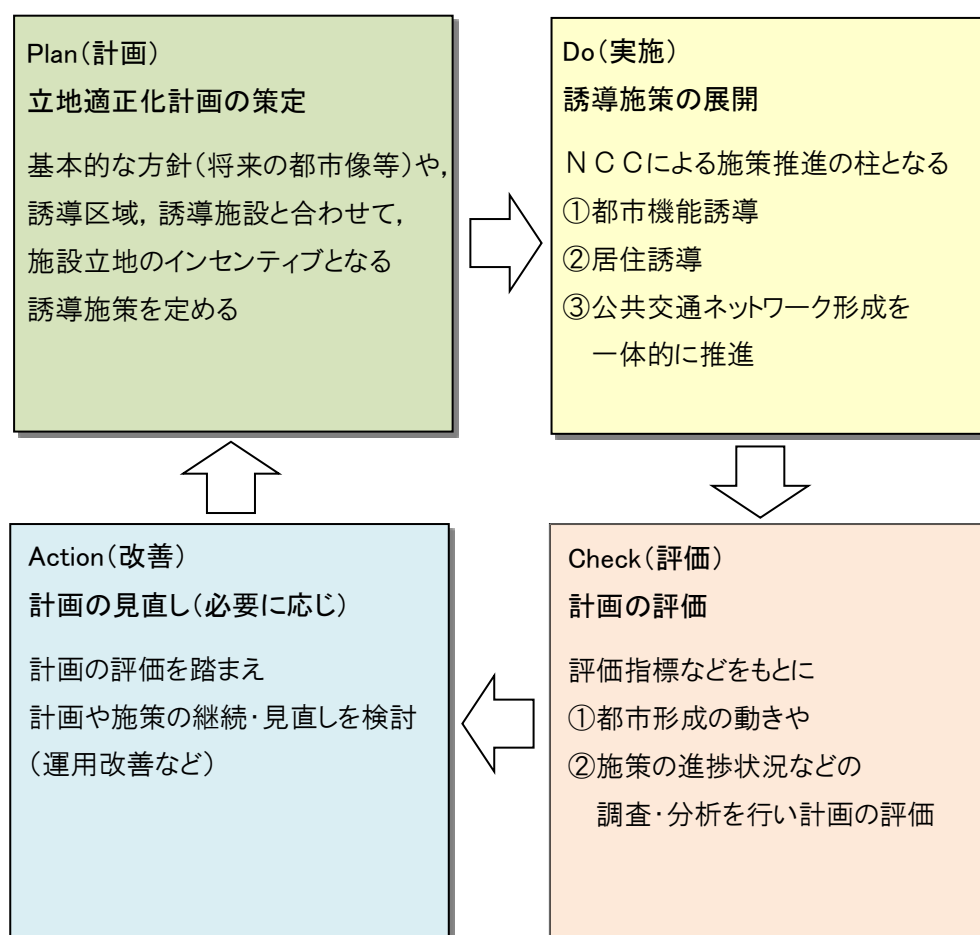 Plan(計画)
立地適正化計画の策定
基本的な方針(将来の都市像等)や,
誘導区域,誘導施設と合わせて,
施設立地のインセンティブとなる
誘導施策を定める
Do(実施)
誘導施策の展開
NCCによる施策推進の柱となる
①都市機能誘導
②居住誘導
③公共交通ネットワーク形成を
一体的に推進
Check(評価)
計画の評価
評価指標などをもとに
①都市形成の動きや
②施策の進捗状況などの
調査・分析を行い計画の評価
Action(改善)
計画の見直し(必要に応じ)
計画の評価を踏まえ
計画や施策の継続・見直しを検討
(運用改善など)